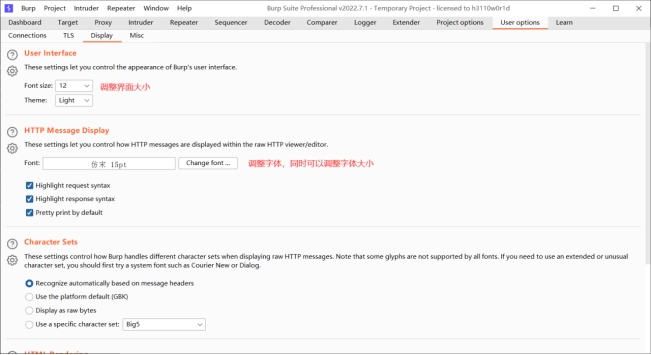 Burp Project Intruder Repeater Window Help Burp Suite Professional v2022.7.1 - Temporary Project - licensed to h3110w0r1d
Dashboard Target Proxy Intruder Repeater Sequencer Decoder Comparer Logger Extender Project options User options Learn
Connections TLS Display Misc
User Interface
These settings let you control the appearance of Burp's user interface.
Font size: 12 调整界面大小
Theme: Light
HTTP Message Display
These settings let you control how HTTP messages are displayed within the raw HTTP viewer/editor.
Font: 仿宋 15pt Change font ... 调整字体，同时可以调整字体大小
Highlight request syntax
Highlight response syntax
Pretty print by default
Character Sets
These settings control how Burp handles different character sets when displaying raw HTTP messages. Note that some glyphs are not supported by all fonts. If you need to use an extended or unusual
character set, you should first try a system font such as Courier New or Dialog.
Recognize automatically based on message headers
Use the platform default (GBK)
Display as raw bytes
Use a specific character set: Big5
HTML Rendering